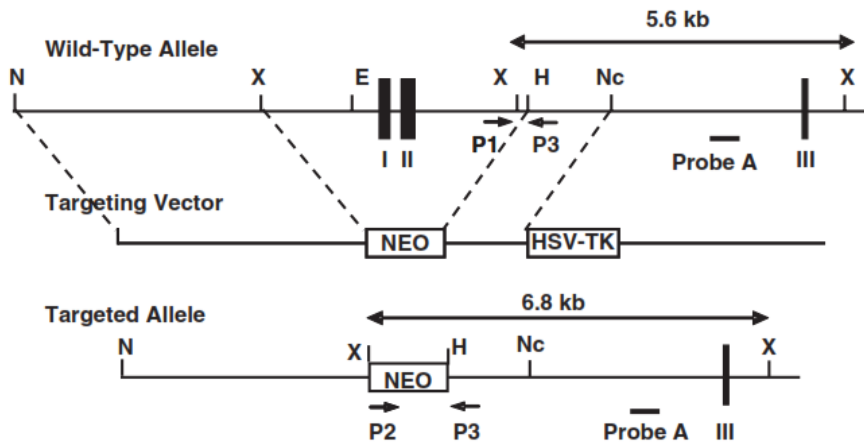 5.6 kb
Wild-Type Allele
N X E X H Nc X
P1 P3
I II Probe A III
Targeting Vector
NEO HSV-TK
6.8 kb
Targeted Allele
N X H Nc X
NEO
P2 P3 Probe A III